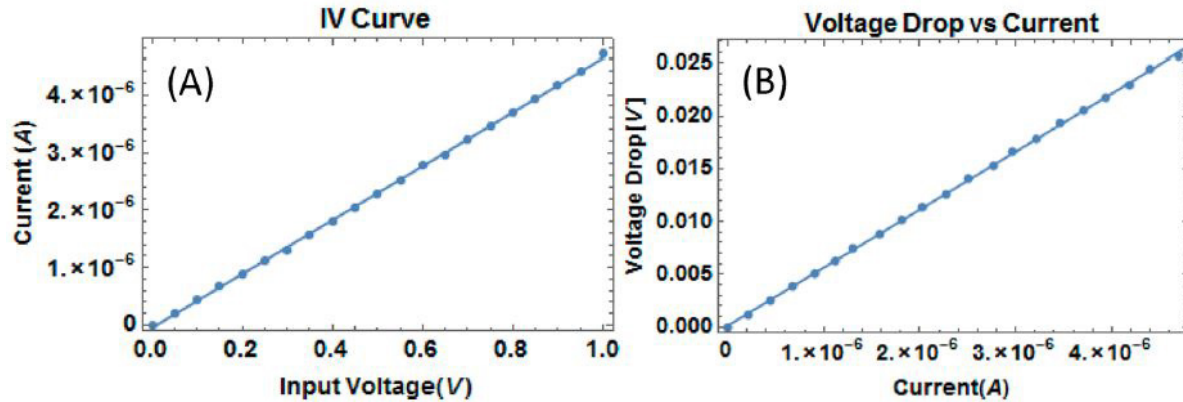 IV Curve
(A)
Current (A)
4.×10⁻⁶
3.×10⁻⁶
2.×10⁻⁶
1.×10⁻⁶
0
0.0 0.2 0.4 0.6 0.8 1.0
Input Voltage(V)
Voltage Drop vs Current
(B)
Voltage Drop[V]
0.025
0.020
0.015
0.010
0.005
0.000
0 1.×10⁻⁶ 2.×10⁻⁶ 3.×10⁻⁶ 4.×10⁻⁶
Current(A)